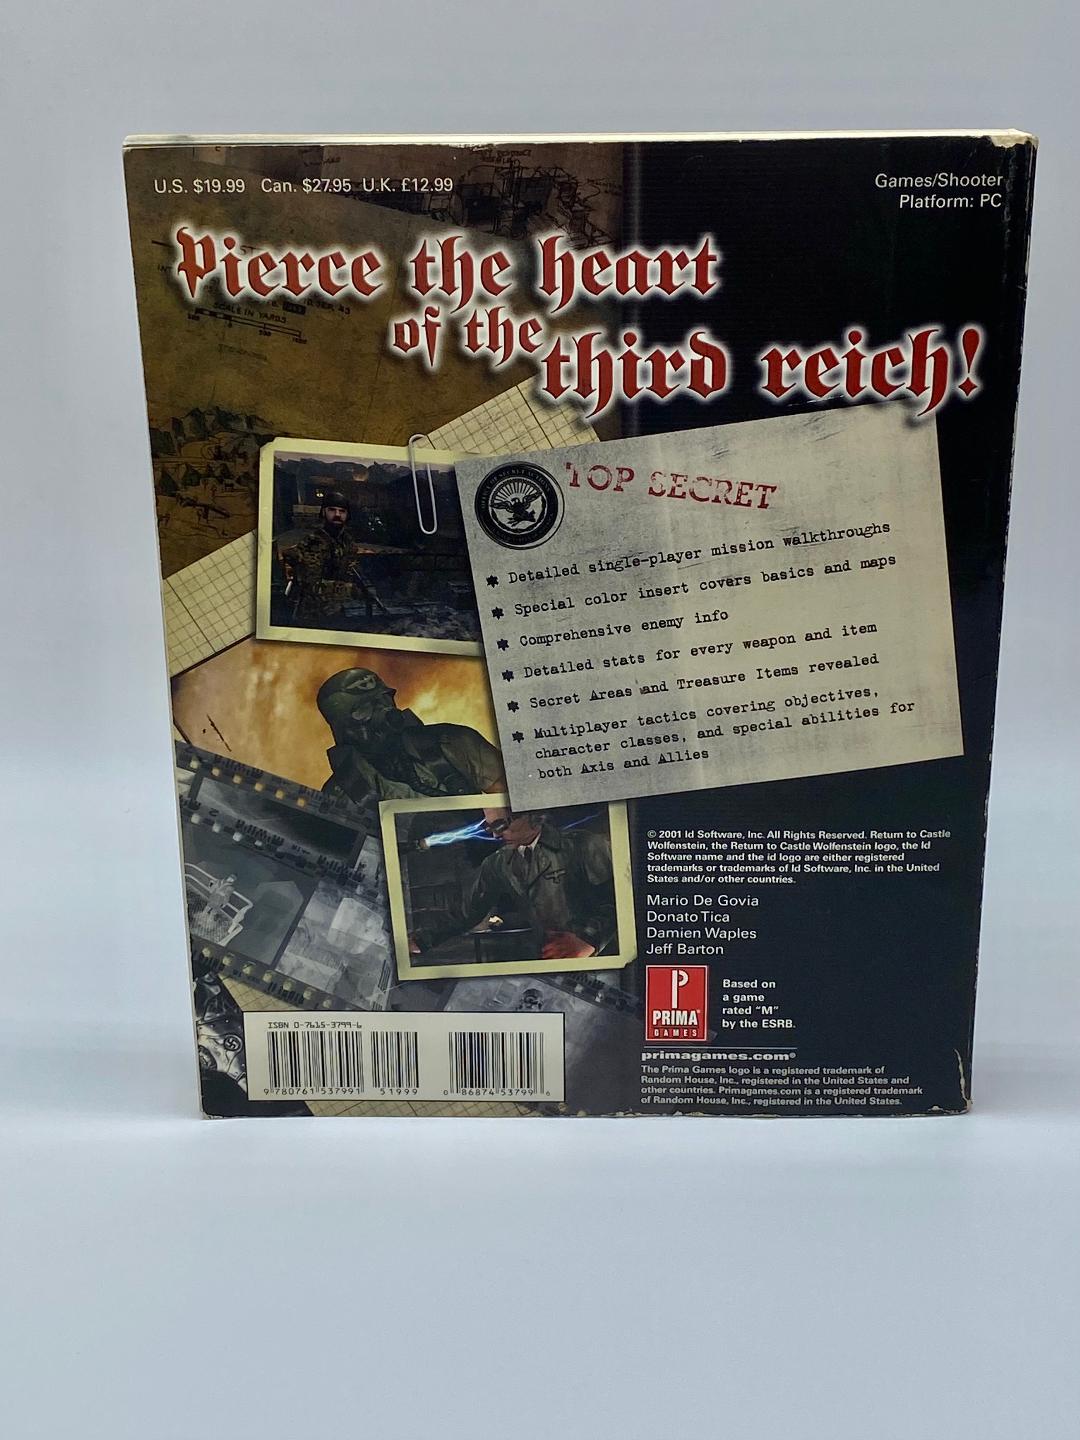 U.S. $19.99 Can. $27.95 U.K. £12.99
Games/Shooter
Platform: PC
Pierce the heart
of the
third reich!
SCALE IN YARDS
TOP SECRET
Detailed single-player mission walkthroughs
Special color insert covers basics and maps
Comprehensive enemy info
Detailed stats for every weapon and item
Secret Areas and Treasure Items revealed
Multiplayer tactics covering objectives,
character classes, and special abilities for
both Axis and Allies
© 2001 Id Software, Inc. All Rights Reserved. Return to Castle
Wolfenstein, the Return to Castle Wolfenstein logo, the Id
Software name and the id logo are either registered
trademarks or trademarks of Id Software, Inc. in the United
States and/or other countries.
Mario De Govia
Donato Tica
Damien Waples
Jeff Barton
P
PRIMA®
GAMES
Based on
a game
rated "M"
by the ESRB.
primagames.com®
The Prima Games logo is a registered trademark of
Random House, Inc., registered in the United States and
other countries. Primagames.com is a registered trademark
of Random House, Inc., registered in the United States.
ISBN 0-7615-3799-6
9 780761 537991 51999 0 86874 53799 6